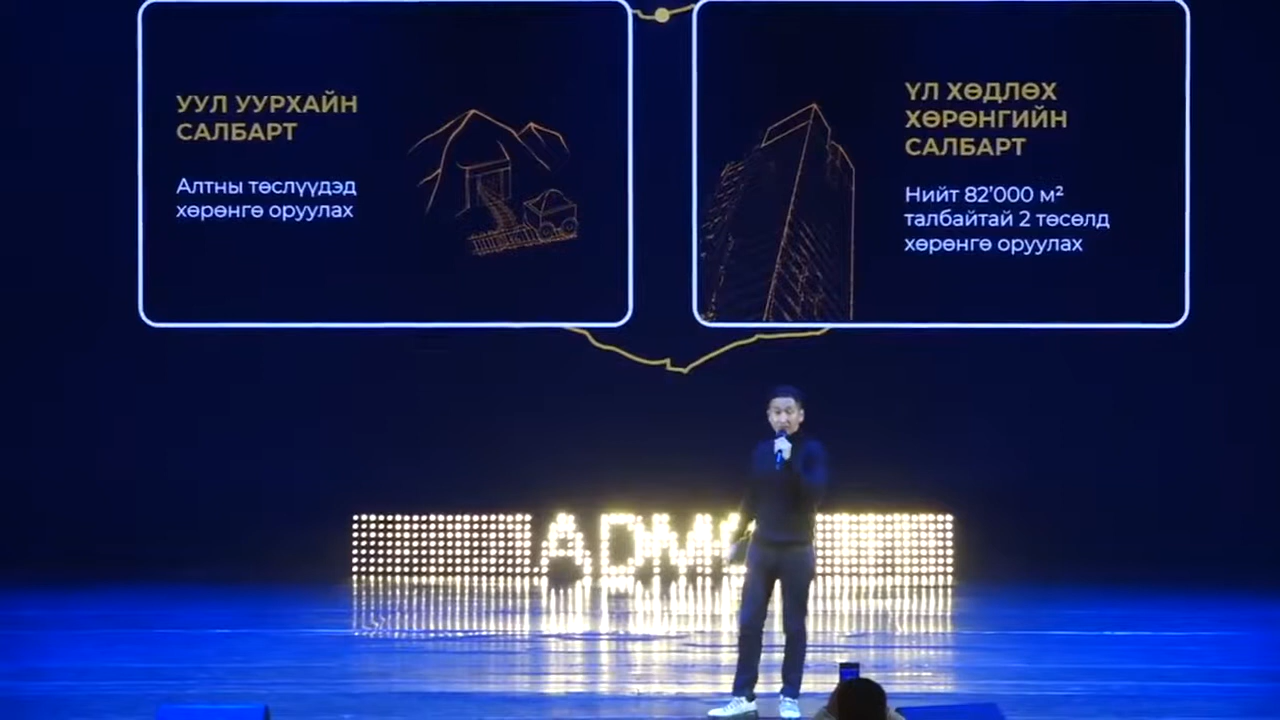 УУЛ УУРХАЙН
САЛБАРТ
Алтны төслүүдэд
хөрөнгө оруулах
ҮЛ ХӨДЛӨХ
ХӨРӨНГИЙН
САЛБАРТ
Нийт 82’000 м²
талбайтай 2 төсөлд
хөрөнгө оруулах